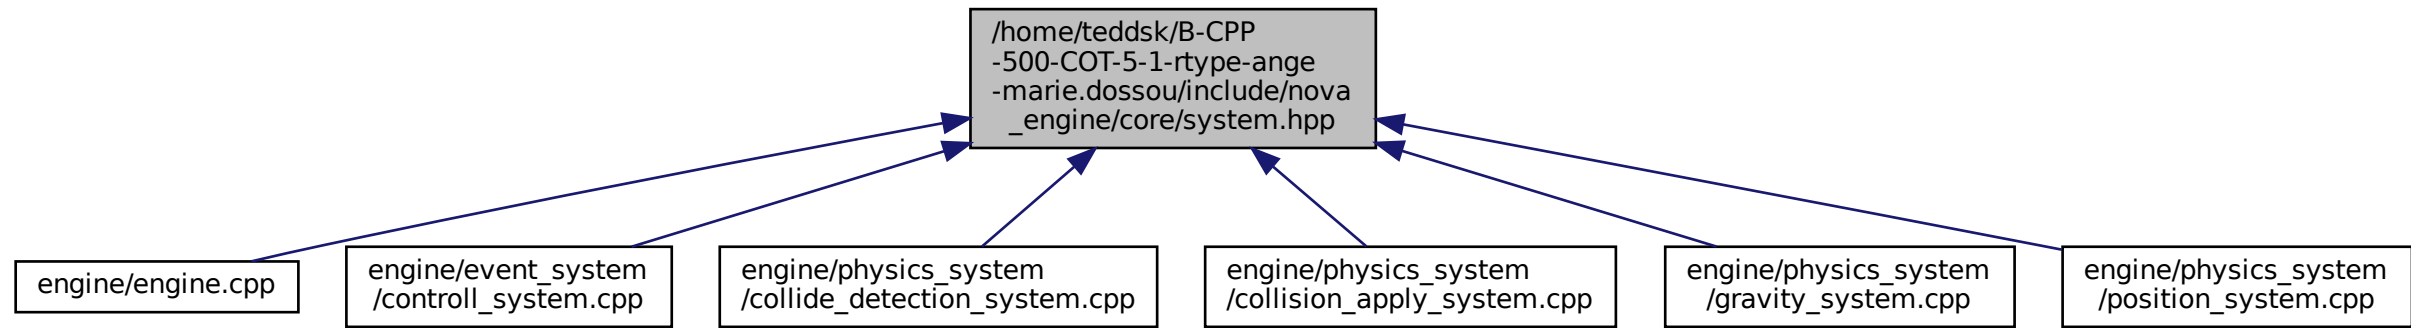 /home/teddsk/B-CPP
-500-COT-5-1-rtype-ange
-marie.dossou/include/nova
_engine/core/system.hpp
engine/engine.cpp
engine/event_system
/controll_system.cpp
engine/physics_system
/collide_detection_system.cpp
engine/physics_system
/collision_apply_system.cpp
engine/physics_system
/gravity_system.cpp
engine/physics_system
/position_system.cpp